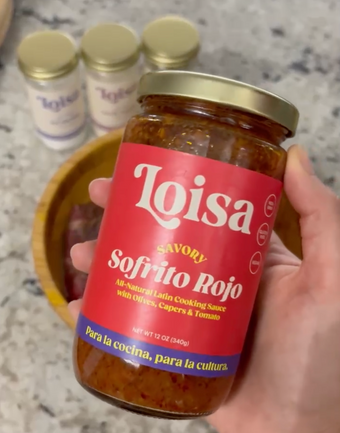 Loisa
Loisa
Loisa
SAVORY
Sofrito Rojo
All-Natural Latin Cooking Sauce
with Olives, Capers & Tomato
NET WT 12 OZ (340g)
Para la cocina, para la cultura.